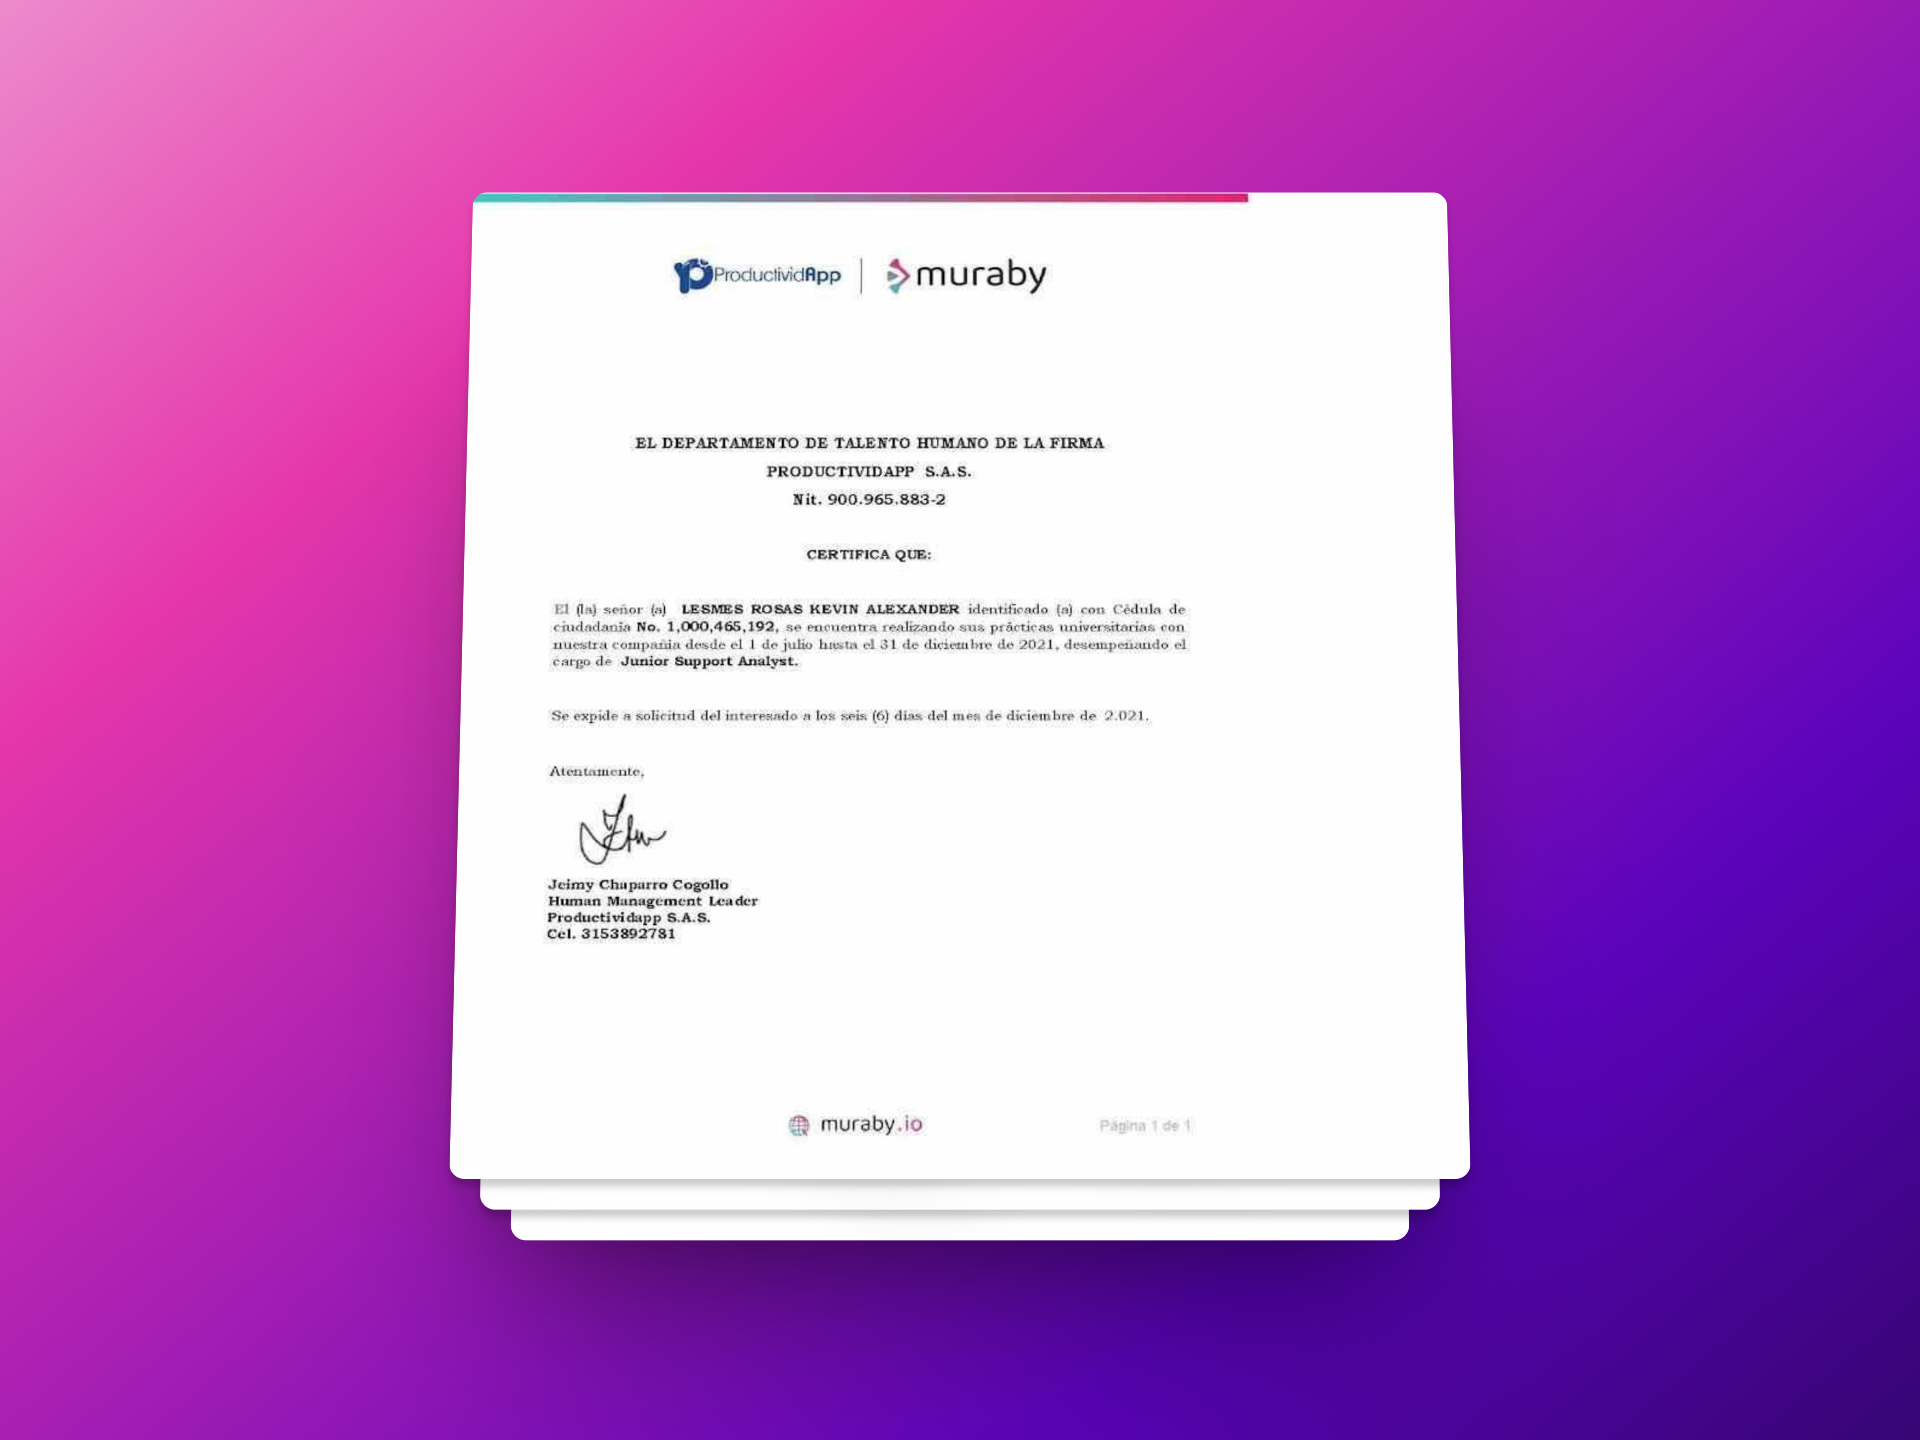 ProductividApp | muraby
EL DEPARTAMENTO DE TALENTO HUMANO DE LA FIRMA
PRODUCTIVIDAPP S.A.S.
Nit. 900.965.883-2
CERTIFICA QUE:
El (la) señor (a) LESMES ROSAS KEVIN ALEXANDER identificado (a) con Cédula de
ciudadanía No. 1,000,465,192, se encuentra realizando sus prácticas universitarias con
nuestra compañía desde el 1 de julio hasta el 31 de diciembre de 2021, desempeñando el
cargo de Junior Support Analyst.
Se expide a solicitud del interesado a los seis (6) días del mes de diciembre de 2.021.
Atentamente,
Jeimy Chaparro Cogollo
Human Management Leader
Productividapp S.A.S.
Cel. 3153892781
muraby.io
Página 1 de 1